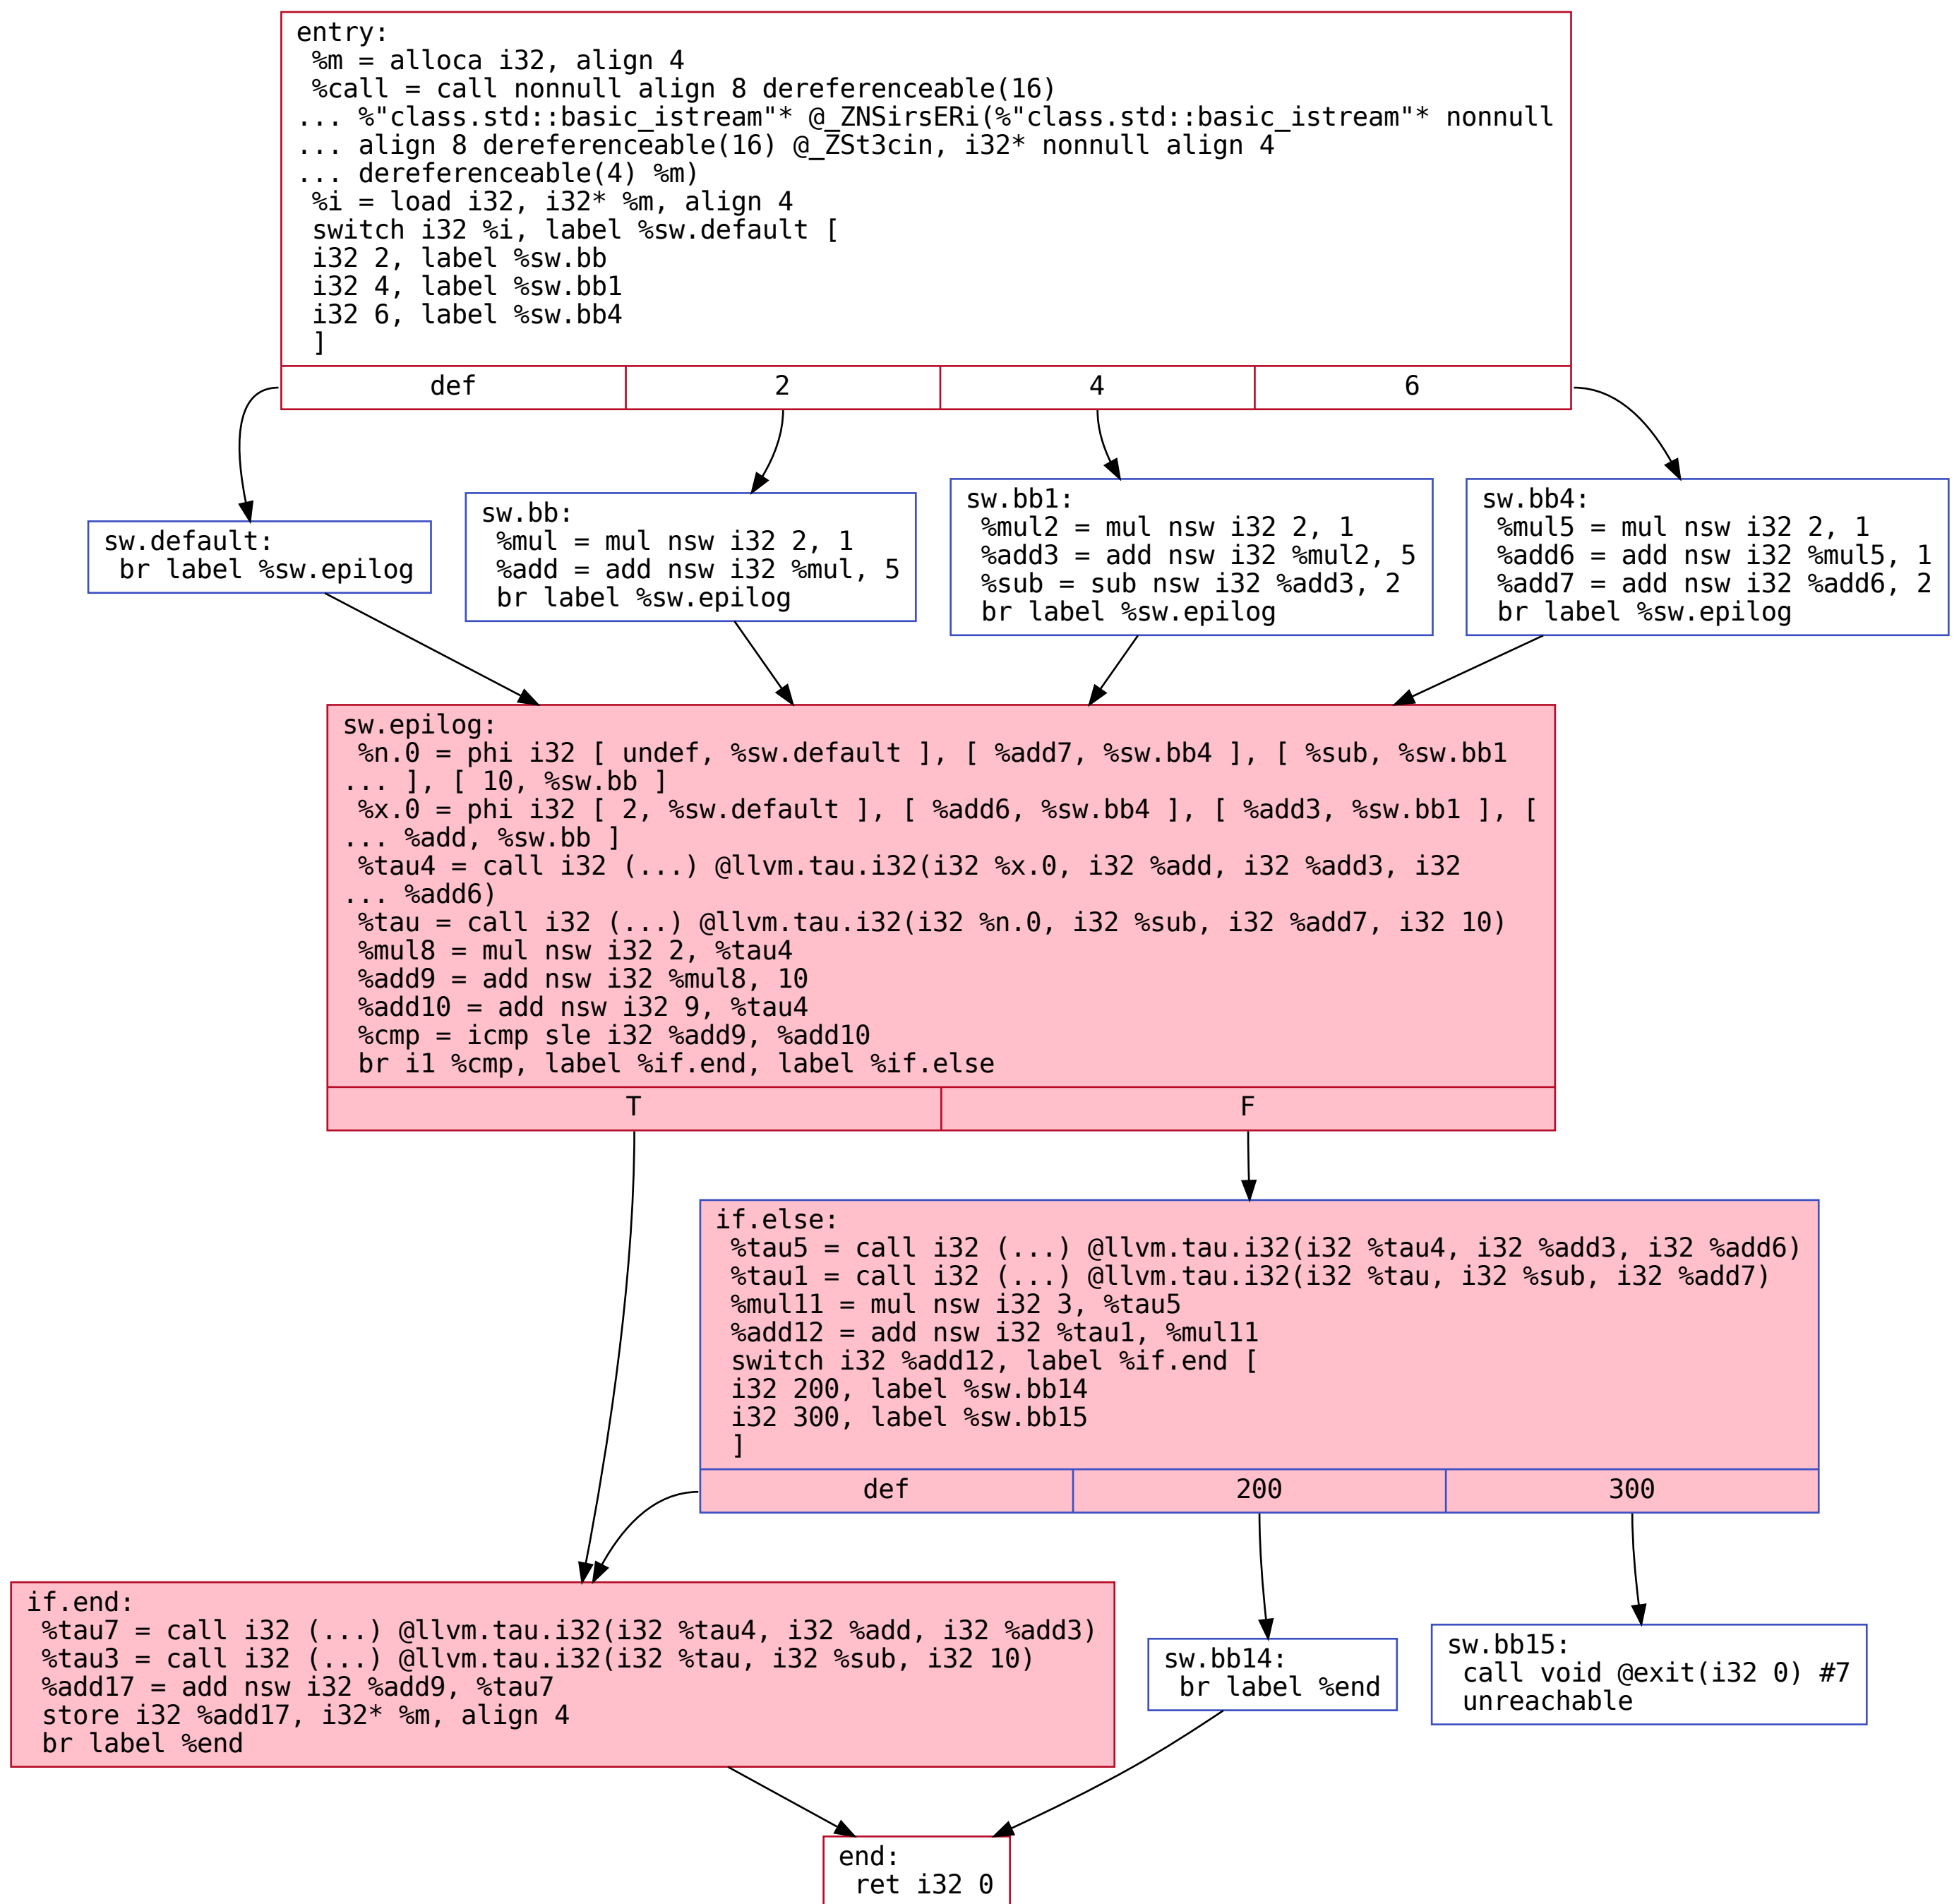 entry:
%m = alloca i32, align 4
%call = call nonnull align 8 dereferenceable(16)
... %"class.std::basic_istream"* @_ZNSirsERi(%"class.std::basic_istream"* nonnull
... align 8 dereferenceable(16) @_ZSt3cin, i32* nonnull align 4
... dereferenceable(4) %m)
%i = load i32, i32* %m, align 4
switch i32 %i, label %sw.default [
i32 2, label %sw.bb
i32 4, label %sw.bb1
i32 6, label %sw.bb4
]
def
2
4
6
sw.default:
br label %sw.epilog
sw.bb:
%mul = mul nsw i32 2, 1
%add = add nsw i32 %mul, 5
br label %sw.epilog
sw.bb1:
%mul2 = mul nsw i32 2, 1
%add3 = add nsw i32 %mul2, 5
%sub = sub nsw i32 %add3, 2
br label %sw.epilog
sw.bb4:
%mul5 = mul nsw i32 2, 1
%add6 = add nsw i32 %mul5, 1
%add7 = add nsw i32 %add6, 2
br label %sw.epilog
sw.epilog:
%n.0 = phi i32 [ undef, %sw.default ], [ %add7, %sw.bb4 ], [ %sub, %sw.bb1
... ], [ 10, %sw.bb ]
%x.0 = phi i32 [ 2, %sw.default ], [ %add6, %sw.bb4 ], [ %add3, %sw.bb1 ], [
... %add, %sw.bb ]
%tau4 = call i32 (...) @llvm.tau.i32(i32 %x.0, i32 %add, i32 %add3, i32
... %add6)
%tau = call i32 (...) @llvm.tau.i32(i32 %n.0, i32 %sub, i32 %add7, i32 10)
%mul8 = mul nsw i32 2, %tau4
%add9 = add nsw i32 %mul8, 10
%add10 = add nsw i32 9, %tau4
%cmp = icmp sle i32 %add9, %add10
br i1 %cmp, label %if.end, label %if.else
T
F
if.else:
%tau5 = call i32 (...) @llvm.tau.i32(i32 %tau4, i32 %add3, i32 %add6)
%tau1 = call i32 (...) @llvm.tau.i32(i32 %tau, i32 %sub, i32 %add7)
%mul11 = mul nsw i32 3, %tau5
%add12 = add nsw i32 %tau1, %mul11
switch i32 %add12, label %if.end [
i32 200, label %sw.bb14
i32 300, label %sw.bb15
]
def
200
300
if.end:
%tau7 = call i32 (...) @llvm.tau.i32(i32 %tau4, i32 %add, i32 %add3)
%tau3 = call i32 (...) @llvm.tau.i32(i32 %tau, i32 %sub, i32 10)
%add17 = add nsw i32 %add9, %tau7
store i32 %add17, i32* %m, align 4
br label %end
sw.bb14:
br label %end
sw.bb15:
call void @exit(i32 0) #7
unreachable
end:
ret i32 0